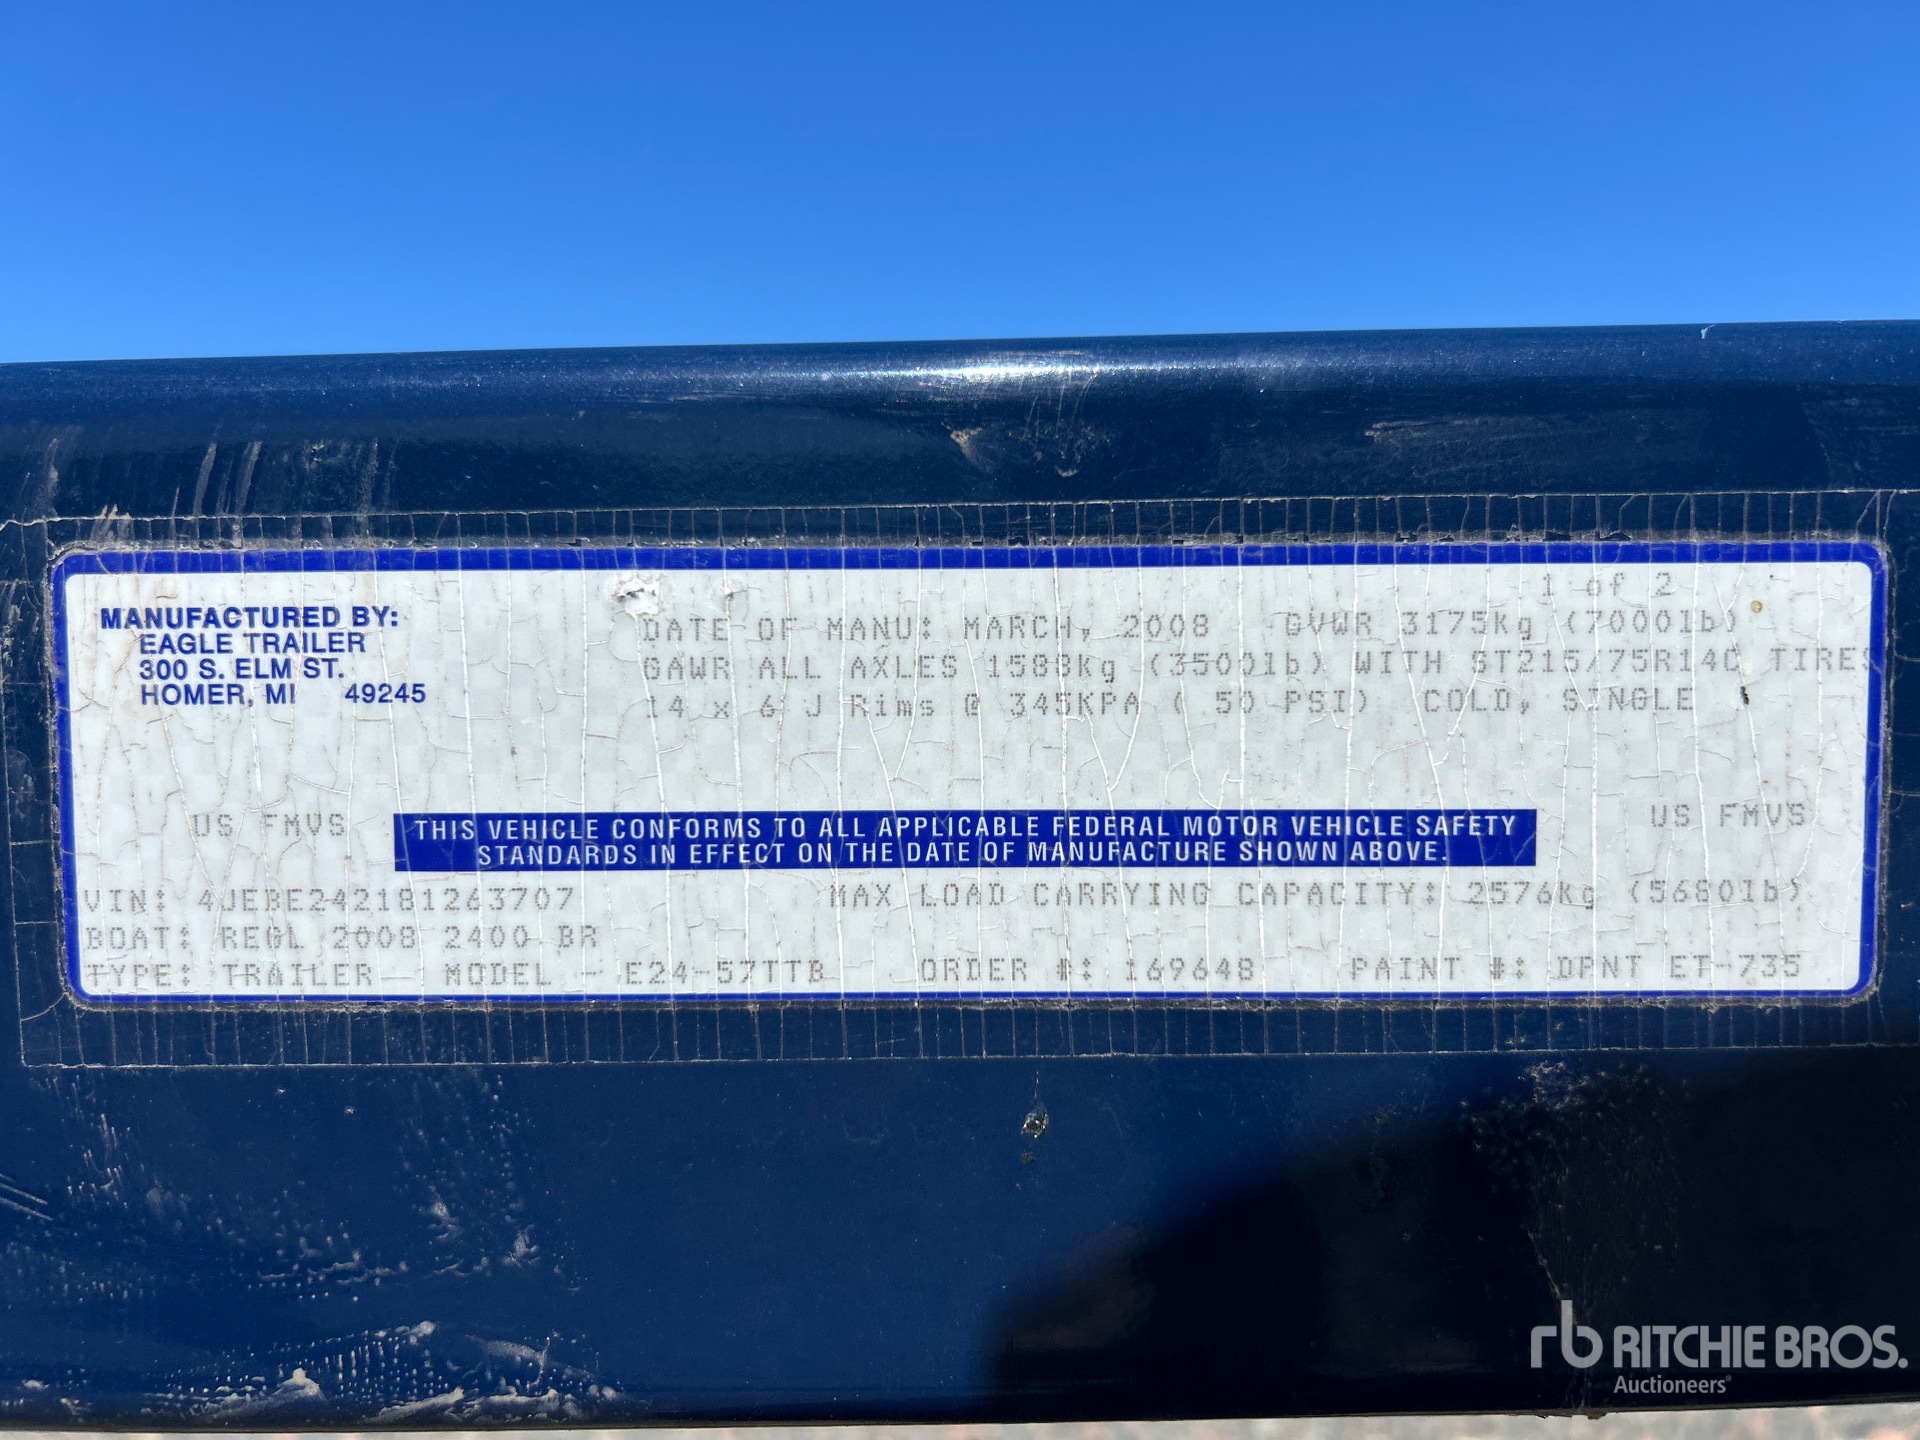 1 of 2
MANUFACTURED BY:
EAGLE TRAILER
300 S. ELM ST.
HOMER, MI 49245
DATE OF MANU: MARCH, 2008 GVWR 3175Kg (7000lb)
GAWR ALL AXLES 1588Kg (3500lb) WITH ST215/75R14C TIRES
14 x 6 J Rims @ 345KPA ( 50 PSI) COLD, SINGLE
US FMVS
THIS VEHICLE CONFORMS TO ALL APPLICABLE FEDERAL MOTOR VEHICLE SAFETY
STANDARDS IN EFFECT ON THE DATE OF MANUFACTURE SHOWN ABOVE.
US FMVS
VIN: 4JEBE242181263707 MAX LOAD CARRYING CAPACITY: 2576Kg (5680lb)
BOAT: REGL 2008 2400 BR
TYPE: TRAILER MODEL - E24-57TTB ORDER #: 169648 PAINT #: DPNT ET-735
rb RITCHIE BROS.
Auctioneers®